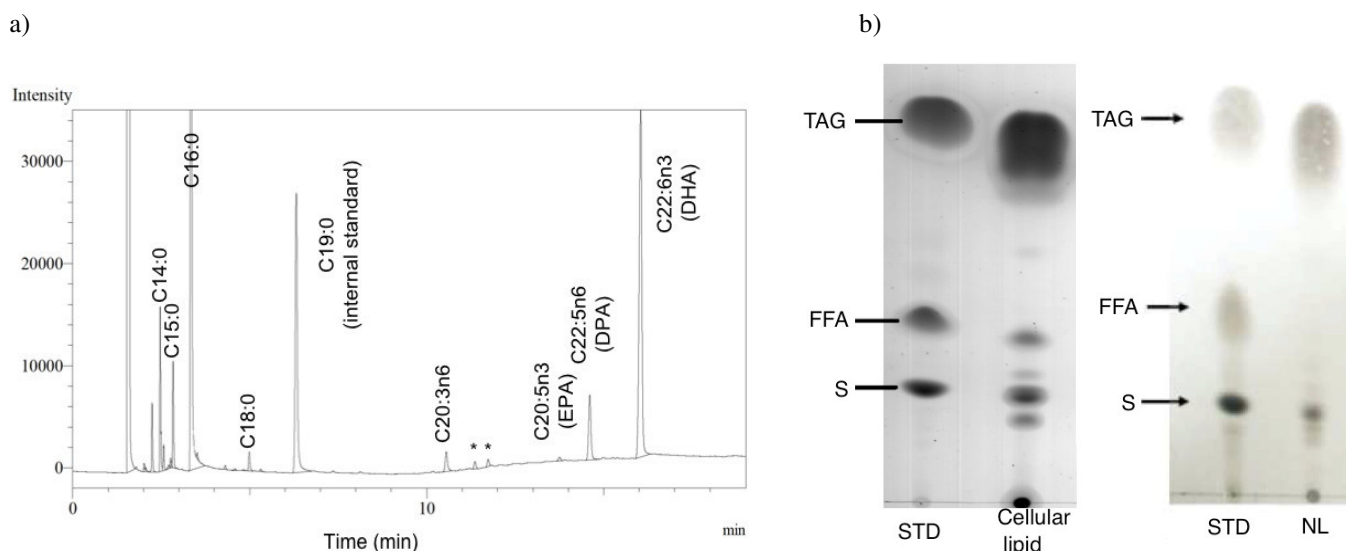 a)
b)
Intensity
30000
20000
10000
0
0
10
min
Time (min)
C14:0
C15:0
C16:0
C18:0
C19:0
(internal standard)
C20:3n6
* *
C20:5n3
(EPA)
C22:5n6
(DPA)
C22:6n3
(DHA)
TAG
FFA
S
STD
Cellular
lipid
TAG
FFA
S
STD
NL